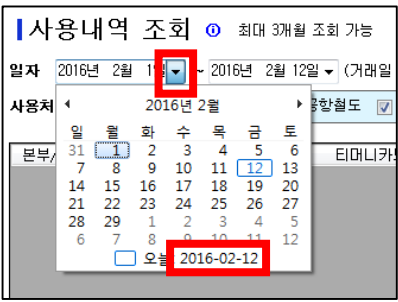 사용내역 조회 최대 3개월 조회 가능
일자 2016년 2월 1일 ~ 2016년 2월 12일 (거래일
사용처 공항철도
2016년 2월
일 월 화 수 목 금 토
31 1 2 3 4 5 6
7 8 9 10 11 12 13
14 15 16 17 18 19 20
21 22 23 24 25 26 27
28 29 1 2 3 4 5
6 7 8 9 10 11 12
오늘: 2016-02-12
본부/ 티머니카드